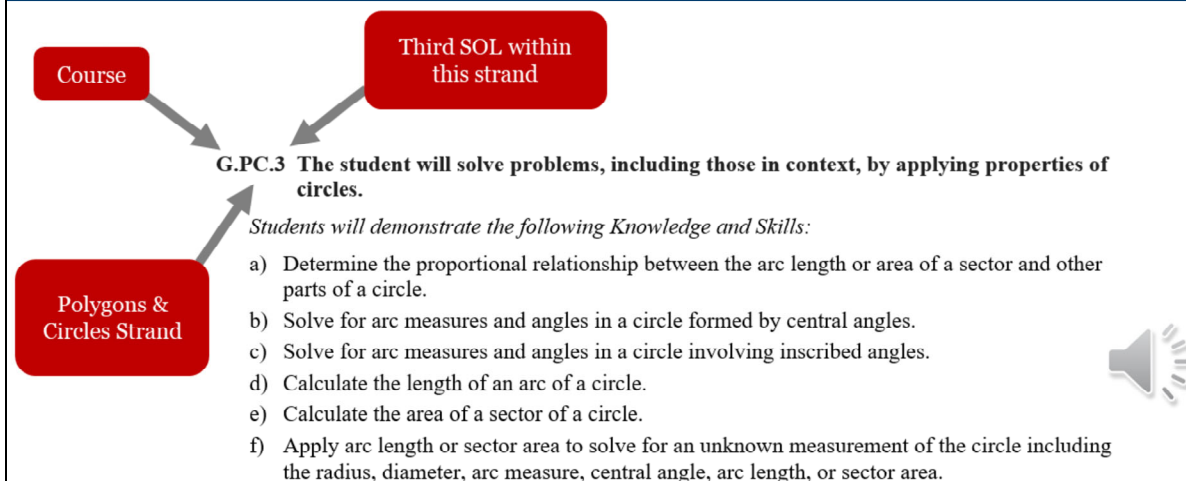 Course
Third SOL within
this strand
G.PC.3 The student will solve problems, including those in context, by applying properties of
circles.
Students will demonstrate the following Knowledge and Skills:
Polygons &
Circles Strand
a) Determine the proportional relationship between the arc length or area of a sector and other
parts of a circle.
b) Solve for arc measures and angles in a circle formed by central angles.
c) Solve for arc measures and angles in a circle involving inscribed angles.
d) Calculate the length of an arc of a circle.
e) Calculate the area of a sector of a circle.
f) Apply arc length or sector area to solve for an unknown measurement of the circle including
the radius, diameter, arc measure, central angle, arc length, or sector area.